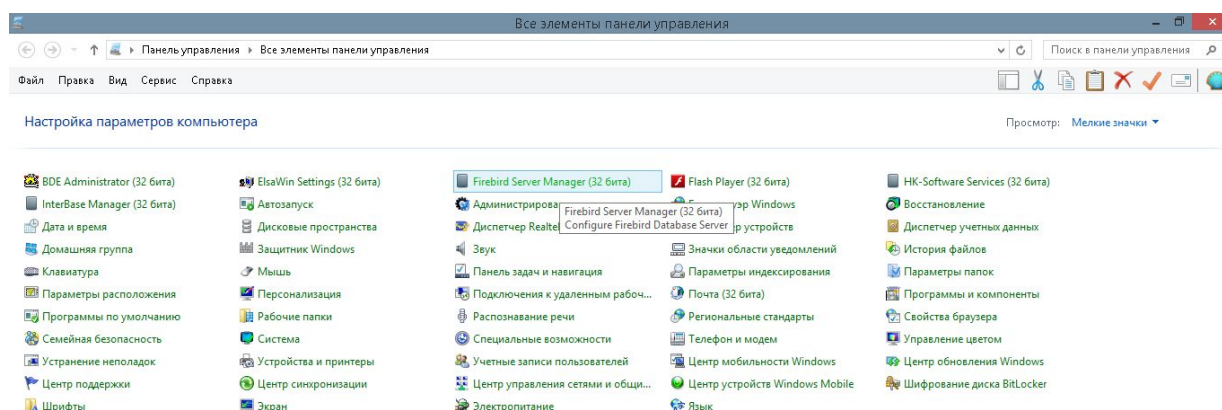 Все элементы панели управления
Панель управления Все элементы панели управления Поиск в панели управления
Файл Правка Вид Сервис Справка
Настройка параметров компьютера Просмотр: Мелкие значки
BDE Administrator (32 бита) ElsaWin Settings (32 бита) Firebird Server Manager (32 бита) Flash Player (32 бита) HK-Software Services (32 бита)
InterBase Manager (32 бита) Автозапуск Windows Восстановление
Firebird Server Manager (32 бита)
Configure Firebird Database Server
Дата и время Дисковые пространства Диспетчер устройств Диспетчер учетных данных
Домашняя группа Защитник Windows Звук Значки области уведомлений История файлов
Клавиатура Мышь Панель задач и навигация Параметры индексирования Параметры папок
Параметры расположения Персонализация Подключения к удаленным рабоч... Почта (32 бита) Программы и компоненты
Программы по умолчанию Рабочие папки Распознавание речи Региональные стандарты Свойства браузера
Семейная безопасность Система Специальные возможности Телефон и модем Управление цветом
Устранение неполадок Устройства и принтеры Учетные записи пользователей Центр мобильности Windows Центр обновления Windows
Центр поддержки Центр синхронизации Центр управления сетями и общи... Центр устройств Windows Mobile Шифрование диска BitLocker
Шрифты Экран Электропитание Язык